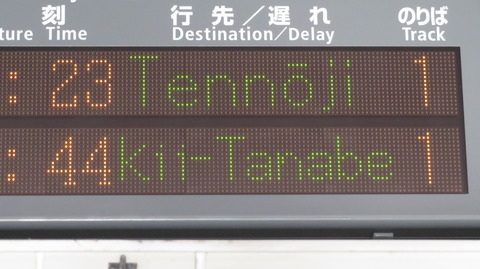 刻 行先／遅れ のりば
ture Time Destination／Delay Track
:23 Tennōji 1
:44 Kii-Tanabe 1